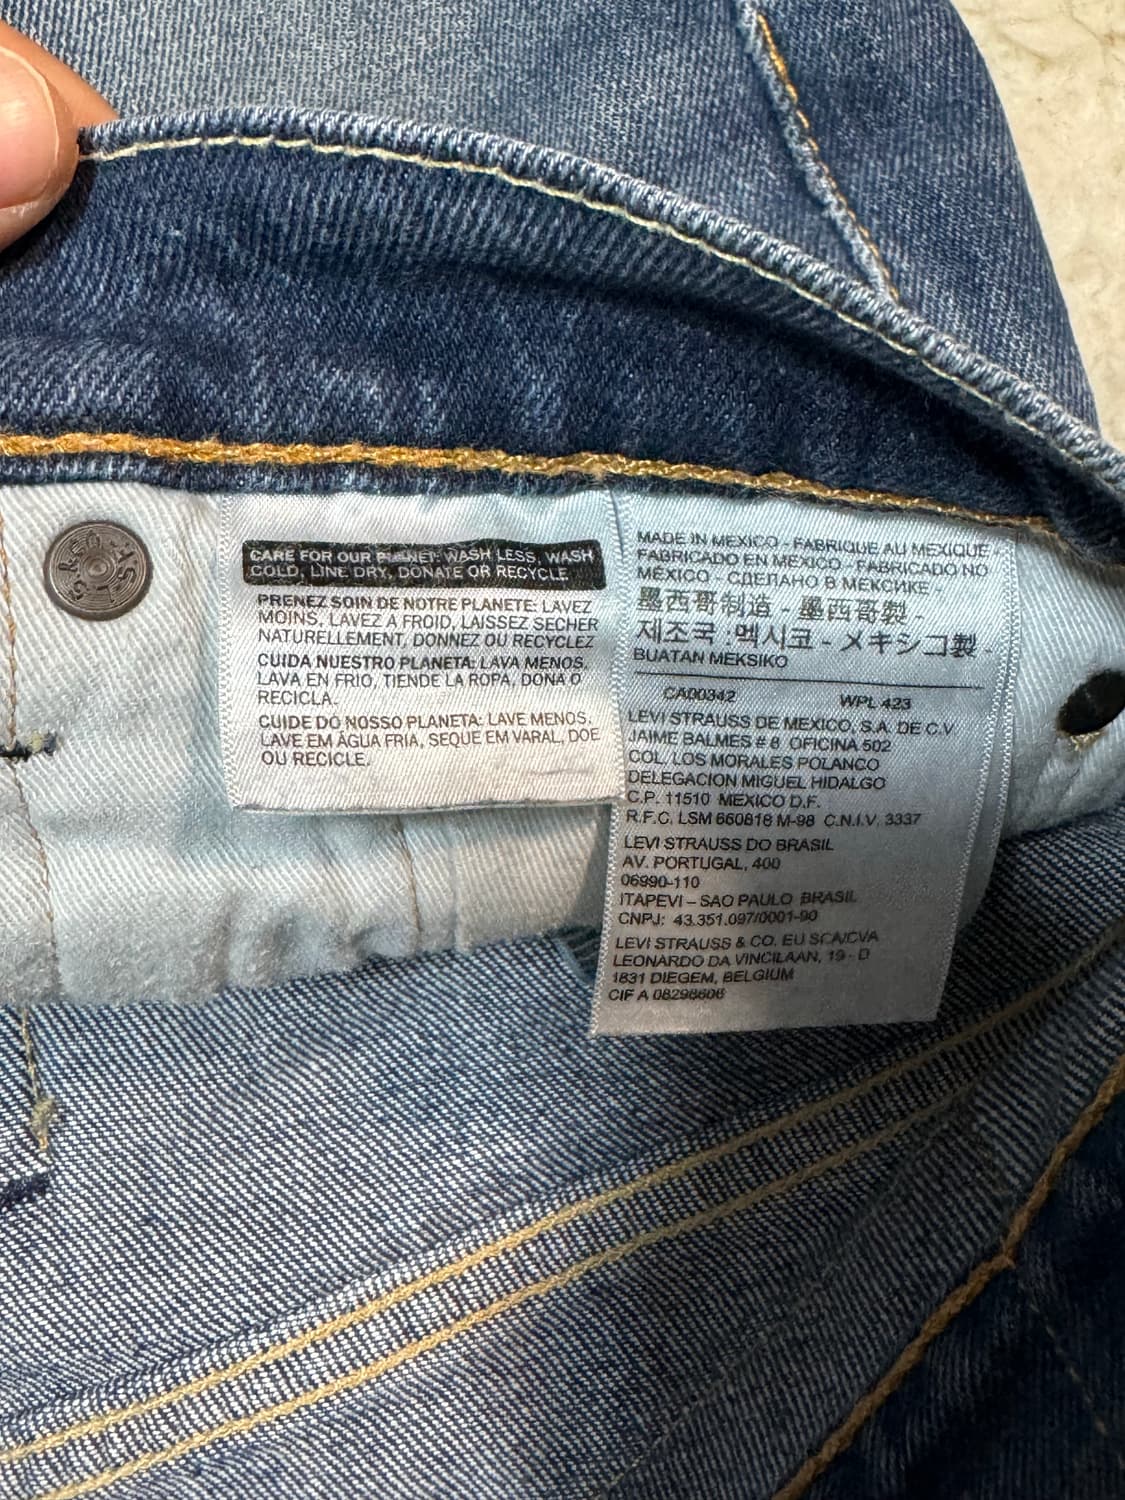 CARE FOR OUR PLANET: WASH LESS, WASH
COLD, LINE DRY, DONATE OR RECYCLE
PRENEZ SOIN DE NOTRE PLANETE: LAVEZ
MOINS, LAVEZ A FROID, LAISSEZ SECHER
NATURELLEMENT, DONNEZ OU RECYCLEZ
CUIDA NUESTRO PLANETA: LAVA MENOS,
LAVA EN FRIO, TIENDE LA ROPA, DONA O
RECICLA.
CUIDE DO NOSSO PLANETA: LAVE MENOS,
LAVE EM ÁGUA FRIA, SEQUE EM VARAL, DOE
OU RECICLE.
MADE IN MEXICO - FABRIQUE AU MEXIQUE -
FABRICADO EN MEXICO - FABRICADO NO
MÉXICO - СДЕЛАНО В МЕКСИКЕ -
墨西哥制造 - 墨西哥製 -
제조국 :멕시코 - メキシコ製 -
BUATAN MEKSIKO
CA00342 WPL 423
LEVI STRAUSS DE MEXICO, S.A. DE C.V.
JAIME BALMES # 8 OFICINA 502
COL. LOS MORALES POLANCO
DELEGACION MIGUEL HIDALGO
C.P. 11510 MEXICO D.F.
R.F.C. LSM 660818 M-98 C.N.I.V. 3337
LEVI STRAUSS DO BRASIL
AV. PORTUGAL, 400
06990-110
ITAPEVI – SAO PAULO BRASIL
CNPJ: 43.351.097/0001-90
LEVI STRAUSS & CO. EU SCA/CVA
LEONARDO DA VINCILAAN, 19 - D
1831 DIEGEM, BELGIUM
CIF A 08298606